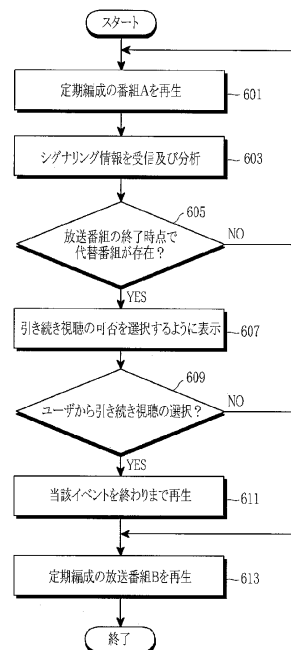 スタート
定期編成の番組Aを再生
601
シグナリング情報を受信及び分析
603
605
放送番組の終了時点で
代替番組が存在？
NO
YES
引き続き視聴の可否を選択するように表示
607
609
ユーザから引き続き視聴の選択？
NO
YES
当該イベントを終わりまで再生
611
定期編成の放送番組Bを再生
613
終了